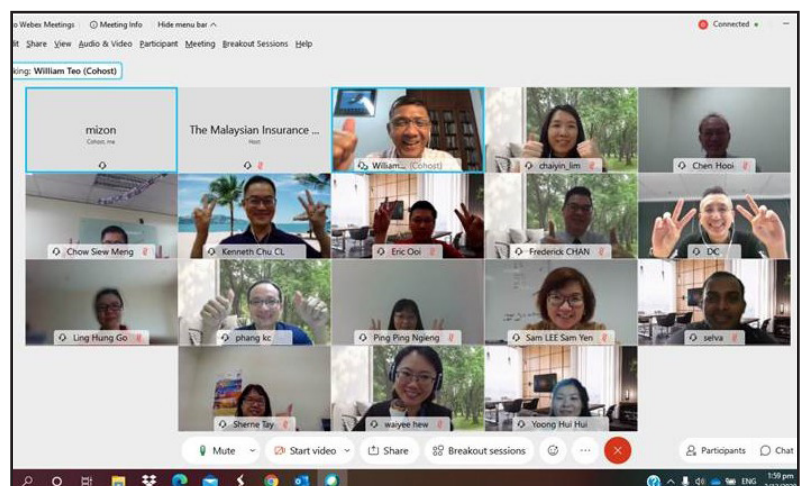 o Webex Meetings Meeting Info Hide menu bar
Connected
it Share View Audio & Video Participant Meeting Breakout Sessions Help
king: William Teo (Cohost)
mizon
Cohost, me
The Malaysian Insurance ...
Host
William... (Cohost)
chaiyin_lim
Chen Hooi
Chow Siew Meng
Kenneth Chu CL
Eric Ooi
Frederick CHAN
DC
Ling Hung Go
phang kc
Ping Ping Ngieng
Sam LEE Sam Yen
selva
Sherne Tay
waiyee hew
Yoong Hui Hui
Mute
Start video
Share
Breakout sessions
Participants
Chat
ENG
1:59 pm